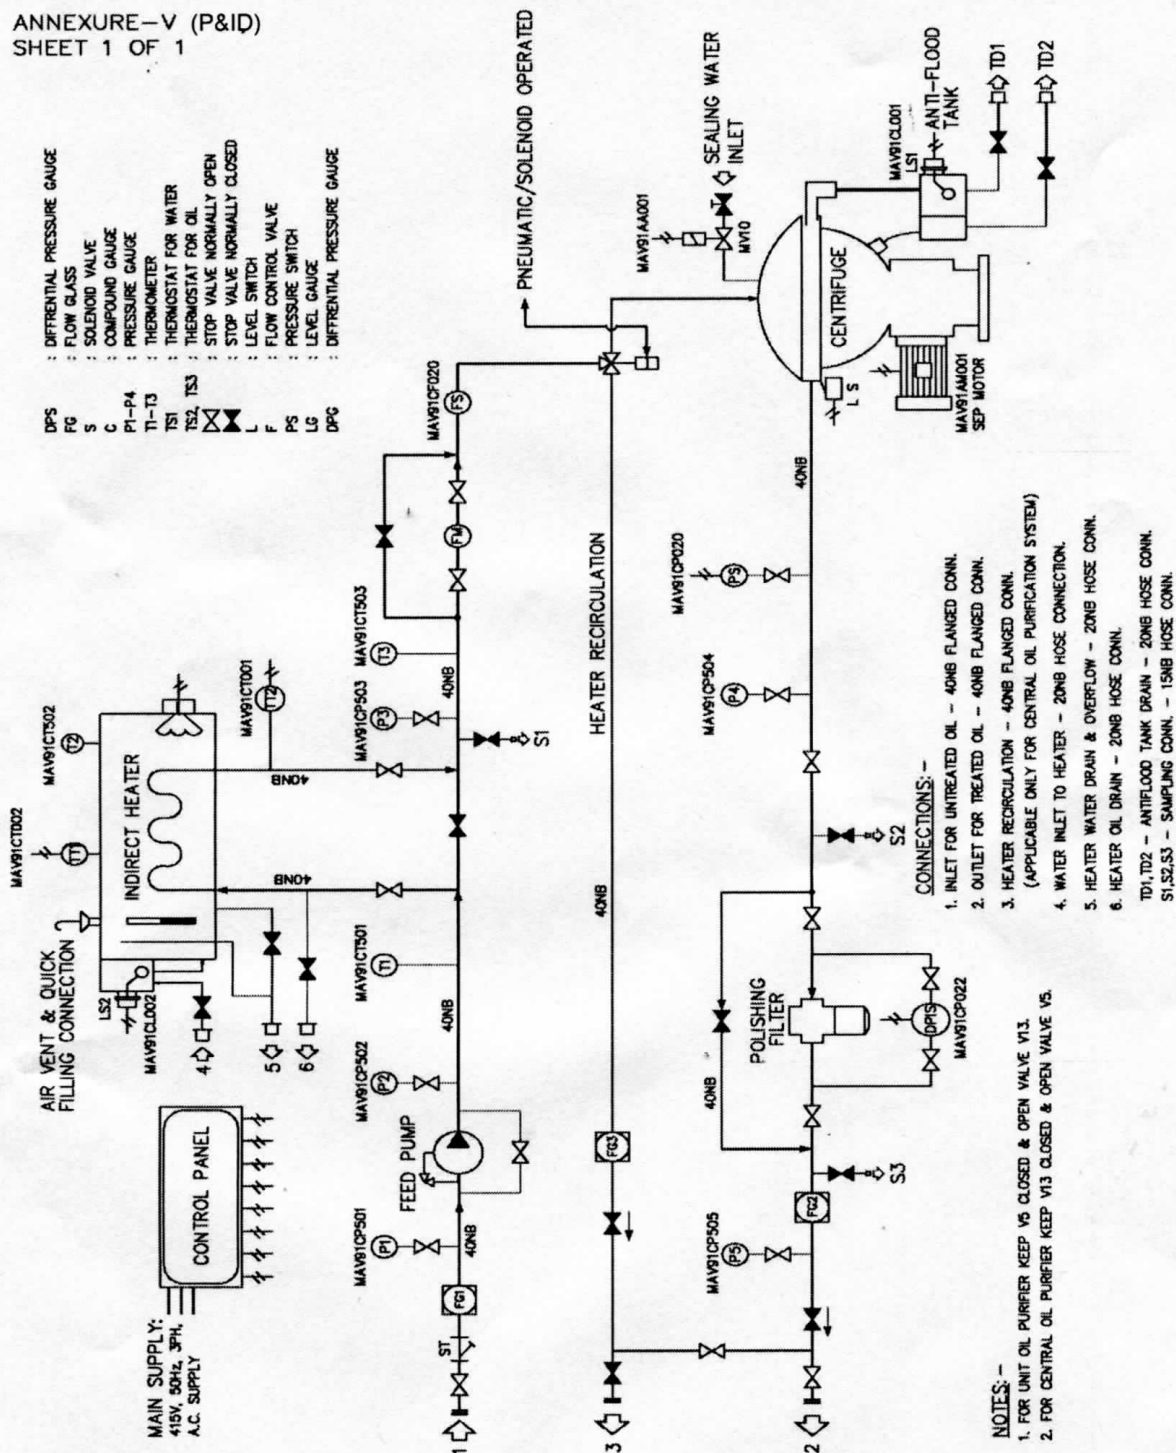 ANNEXURE-V (P&ID)
SHEET 1 OF 1
DPS : DIFFRENTIAL PRESSURE GAUGE
FG : FLOW GLASS
S : SOLENOID VALVE
C : COMPOUND GAUGE
P1-P4 : PRESSURE GAUGE
T1-T3 : THERMOMETER
TS1 : THERMOSTAT FOR WATER
TS2, TS3 : THERMOSTAT FOR OIL
: STOP VALVE NORMALLY OPEN
: STOP VALVE NORMALLY CLOSED
L : LEVEL SWITCH
F : FLOW CONTROL VALVE
PS : PRESSURE SWITCH
LG : LEVEL GAUGE
DPG : DIFFRENTIAL PRESSURE GAUGE
AIR VENT & QUICK
FILLING CONNECTION
MAV91CT002
TT1
MAV91CT502
T2
INDIRECT HEATER
MAV91CT001
TT2
LS2
MAV91CL002
4
5
6
40NB
40NB
MAIN SUPPLY:
415V, 50Hz, 3PH,
A.C. SUPPLY
CONTROL PANEL
1
ST
FG1
MAV91CP501
P1
40NB
FEED PUMP
MAV91CP502
P2
40NB
MAV91CT501
T1
MAV91CP503
P3
40NB
S1
MAV91CT503
T3
FM
MAV91CF020
FS
PNEUMATIC/SOLENOID OPERATED
3
FG3
40NB
HEATER RECIRCULATION
SEALING WATER
INLET
MAV91AA001
MV10
CENTRIFUGE
MAV91CL001
LS1
ANTI-FLOOD
TANK
TD1
TD2
L S
MAV91AM001
SEP MOTOR
40NB
MAV91CP020
PS
MAV91CP504
P4
S2
40NB
POLISHING
FILTER
DPIS
MAV91CP022
S3
FG2
MAV91CP505
P5
2
CONNECTIONS:-
1. INLET FOR UNTREATED OIL - 40NB FLANGED CONN.
2. OUTLET FOR TREATED OIL - 40NB FLANGED CONN.
3. HEATER RECIRCULATION - 40NB FLANGED CONN.
(APPLICABLE ONLY FOR CENTRAL OIL PURIFICATION SYSTEM)
4. WATER INLET TO HEATER - 20NB HOSE CONNECTION.
5. HEATER WATER DRAIN & OVERFLOW - 20NB HOSE CONN.
6. HEATER OIL DRAIN - 20NB HOSE CONN.
TD1,TD2 - ANTIFLOOD TANK DRAIN - 20NB HOSE CONN.
S1,S2,S3 - SAMPLING CONN. - 15NB HOSE CONN.
NOTES:-
1. FOR UNIT OIL PURIFIER KEEP V5 CLOSED & OPEN VALVE V13.
2. FOR CENTRAL OIL PURIFIER KEEP V13 CLOSED & OPEN VALVE V5.